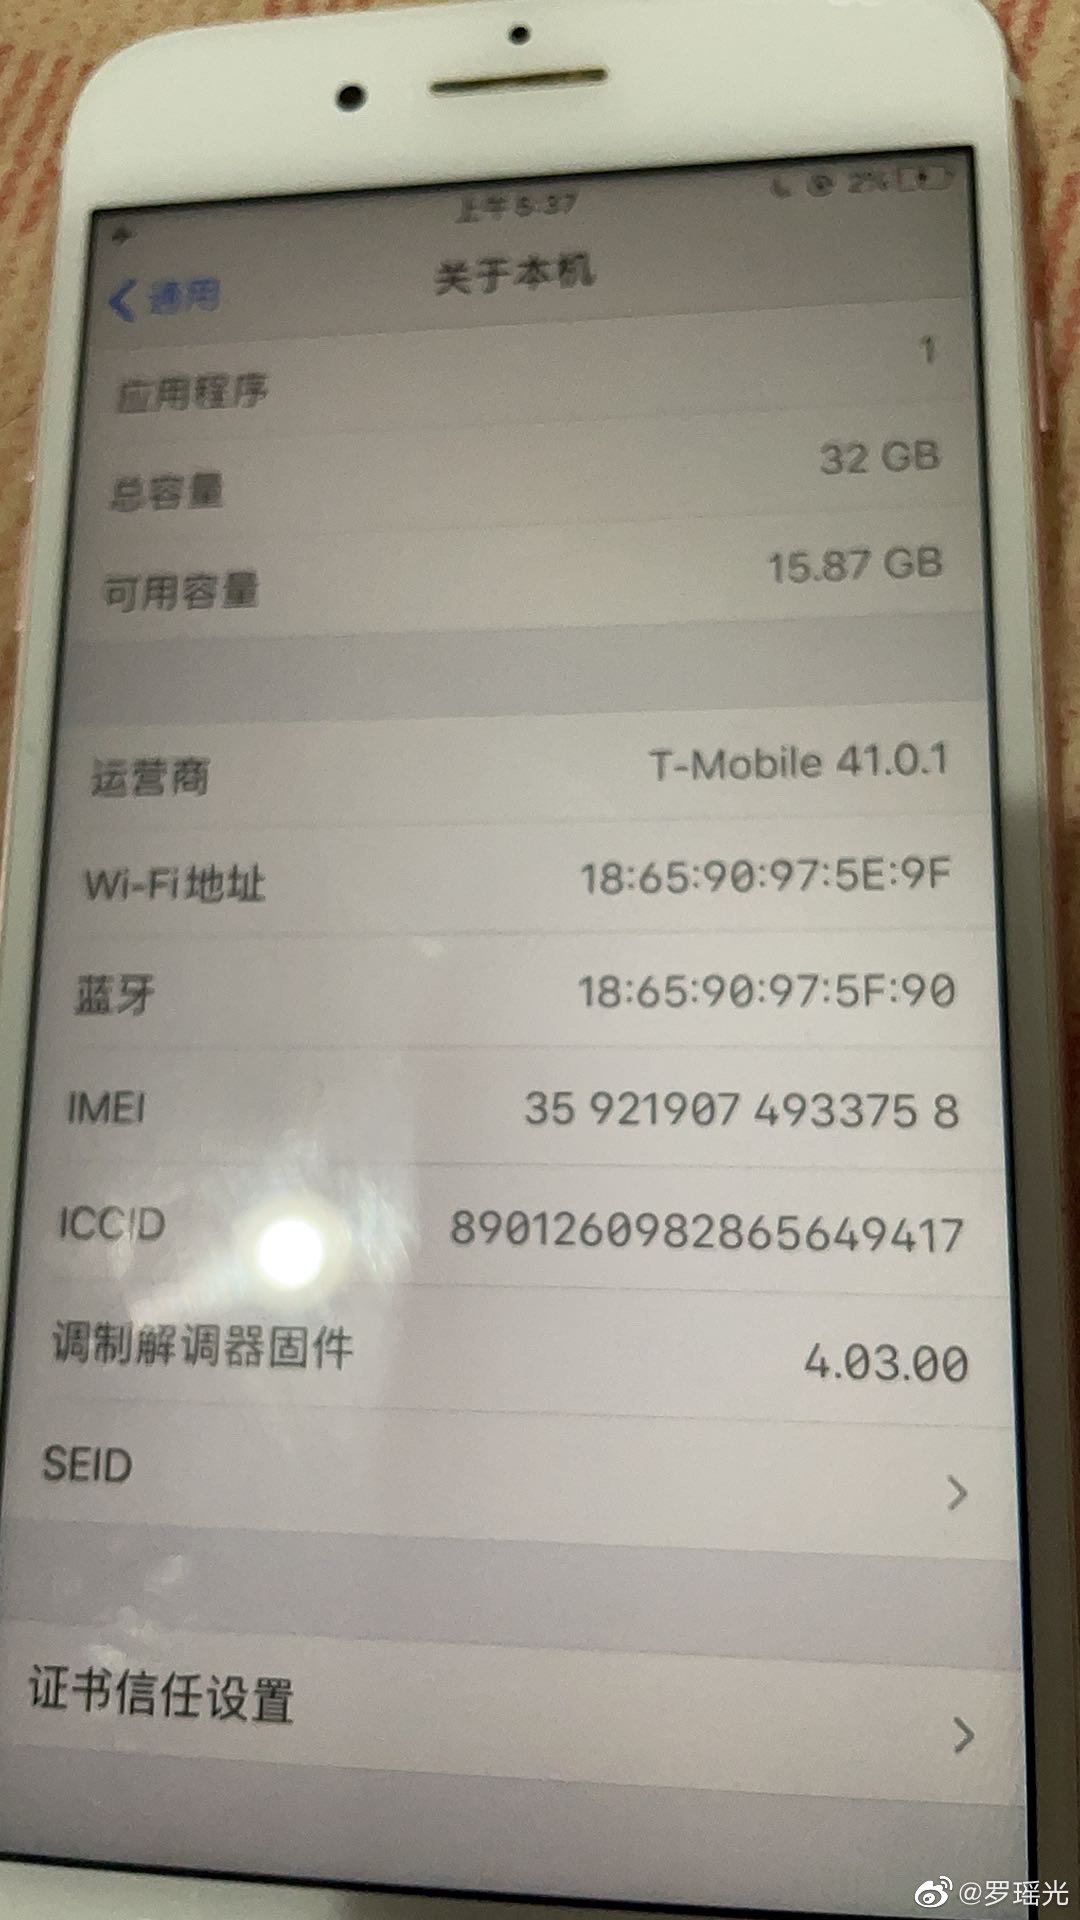 上午5:37
2%
通用
关于本机
应用程序 1
总容量 32 GB
可用容量 15.87 GB
运营商 T-Mobile 41.0.1
Wi-Fi地址 18:65:90:97:5E:9F
蓝牙 18:65:90:97:5F:90
IMEI 35 921907 493375 8
ICCID 8901260982865649417
调制解调器固件 4.03.00
SEID
证书信任设置
@罗瑶光